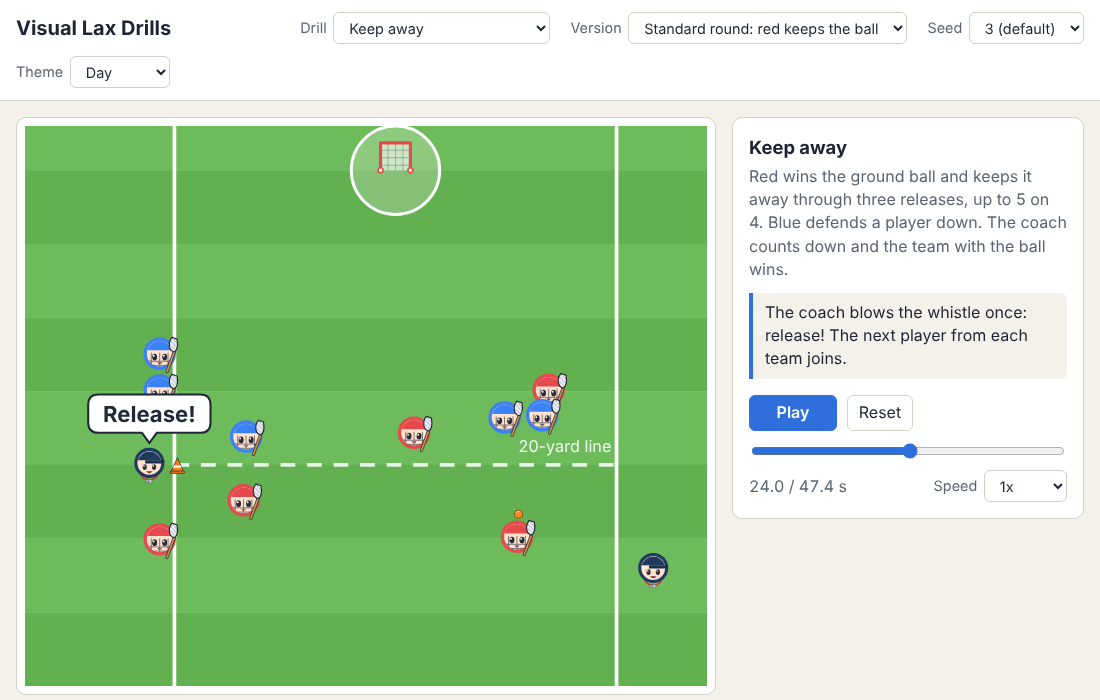 Visual Lax Drills
Drill Keep away Version Standard round: red keeps the ball Seed 3 (default)
Theme Day
Release!
20-yard line
Keep away
Red wins the ground ball and keeps it
away through three releases, up to 5 on
4. Blue defends a player down. The coach
counts down and the team with the ball
wins.
The coach blows the whistle once:
release! The next player from each
team joins.
Play Reset
24.0 / 47.4 s Speed 1x